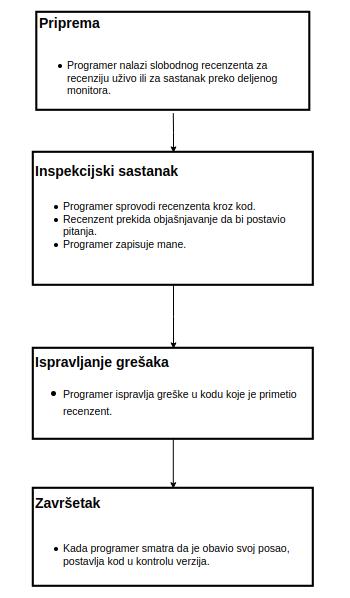 Priprema
Programer nalazi slobodnog recenzenta za
recenziju uživo ili za sastanak preko deljenog
monitora.
Inspekcijski sastanak
Programer sprovodi recenzenta kroz kod.
Recenzent prekida objašnjavanje da bi postavio
pitanja.
Programer zapisuje mane.
Ispravljanje grešaka
Programer ispravlja greške u kodu koje je primetio
recenzent.
Završetak
Kada programer smatra da je obavio svoj posao,
postavlja kod u kontrolu verzija.